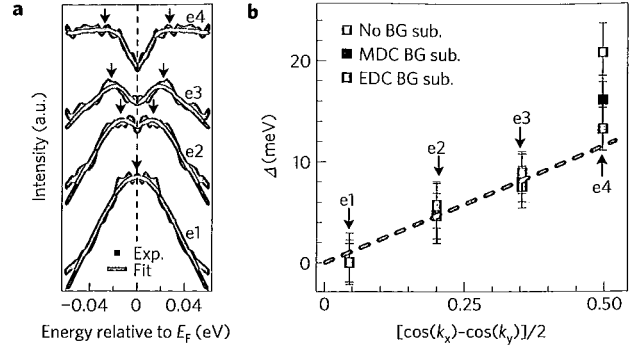 a
e4
e3
e2
e1
Intensity (a.u.)
Exp.
Fit
−0.04
0
0.04
Energy relative to E_F (eV)
b
No BG sub.
MDC BG sub.
EDC BG sub.
20
10
0
Δ (meV)
e1
e2
e3
e4
0
0.25
0.50
[cos(k_x)-cos(k_y)]/2